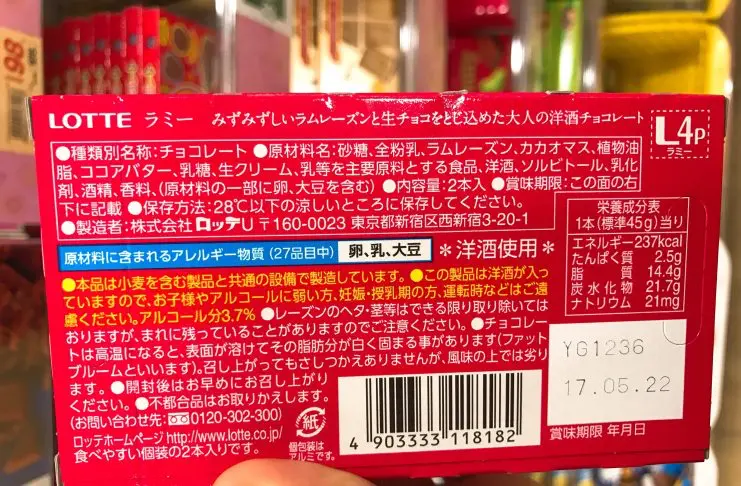 98
LOTTE ラミー みずみずしいラムレーズンと生チョコをとじ込めた大人の洋酒チョコレート
L4P
ラミー
●種類別名称:チョコレート ●原材料名:砂糖、全粉乳、ラムレーズン、カカオマス、植物油
脂、ココアバター、乳糖、生クリーム、乳等を主要原料とする食品、洋酒、ソルビトール、乳化
剤、酒精、香料、(原材料の一部に卵、大豆を含む) ●内容量:2本入 ●賞味期限:この面の右
下に記載 ●保存方法:28℃以下の涼しいところに保存してください。
●製造者:株式会社 ロッテU 〒160-0023 東京都新宿区西新宿3-20-1
原材料に含まれるアレルギー物質 (27品目中) 卵、乳、大豆 *洋酒使用*
栄養成分表
1本(標準45g)当り
エネルギー 237kcal
たんぱく質 2.5g
脂質 14.4g
炭水化物 21.7g
ナトリウム 21mg
●本品は小麦を含む製品と共通の設備で製造しています。●この製品は洋酒が入っ
ていますので、お子様やアルコールに弱い方、妊娠・授乳期の方、運転時などはご遠
慮ください。アルコール分3.7% ●レーズンのヘタ・茎等はできる限り取り除いては
おりますが、まれに残っていることがありますのでご注意ください。●チョコレー
トは高温になると、表面が溶けてその脂肪分が白く固まる事があります(ファット
ブルームといいます)。召し上がってもさしつかえありませんが、風味の上では劣り
ます。●開封後はお早めにお召し上がり
ください。●不都合品はお取りかえします。
(お問い合わせ先:0120-302-300)
ロッテホームページ http://www.lotte.co.jp/
食べやすい個装の2本入りです。
紙
個包装は
アルミです。
4 903333 118182
YG1236
17.05.22
賞味期限 年月日